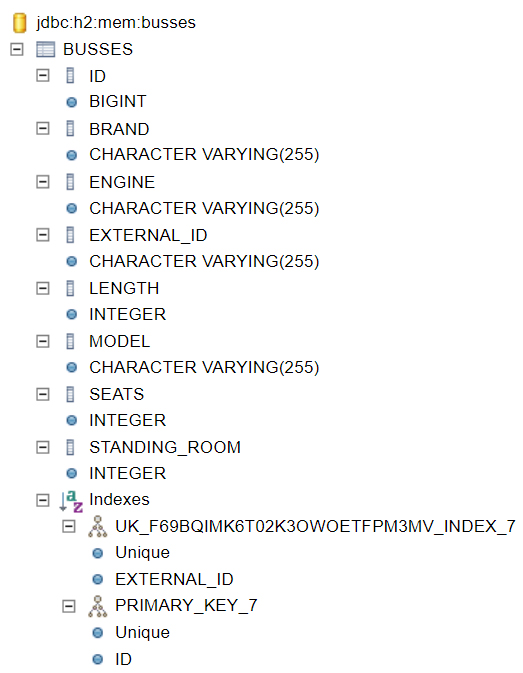 jdbc:h2:mem:busses
BUSSES
ID
BIGINT
BRAND
CHARACTER VARYING(255)
ENGINE
CHARACTER VARYING(255)
EXTERNAL_ID
CHARACTER VARYING(255)
LENGTH
INTEGER
MODEL
CHARACTER VARYING(255)
SEATS
INTEGER
STANDING_ROOM
INTEGER
Indexes
UK_F69BQIMK6T02K3OWOETFPM3MV_INDEX_7
Unique
EXTERNAL_ID
PRIMARY_KEY_7
Unique
ID